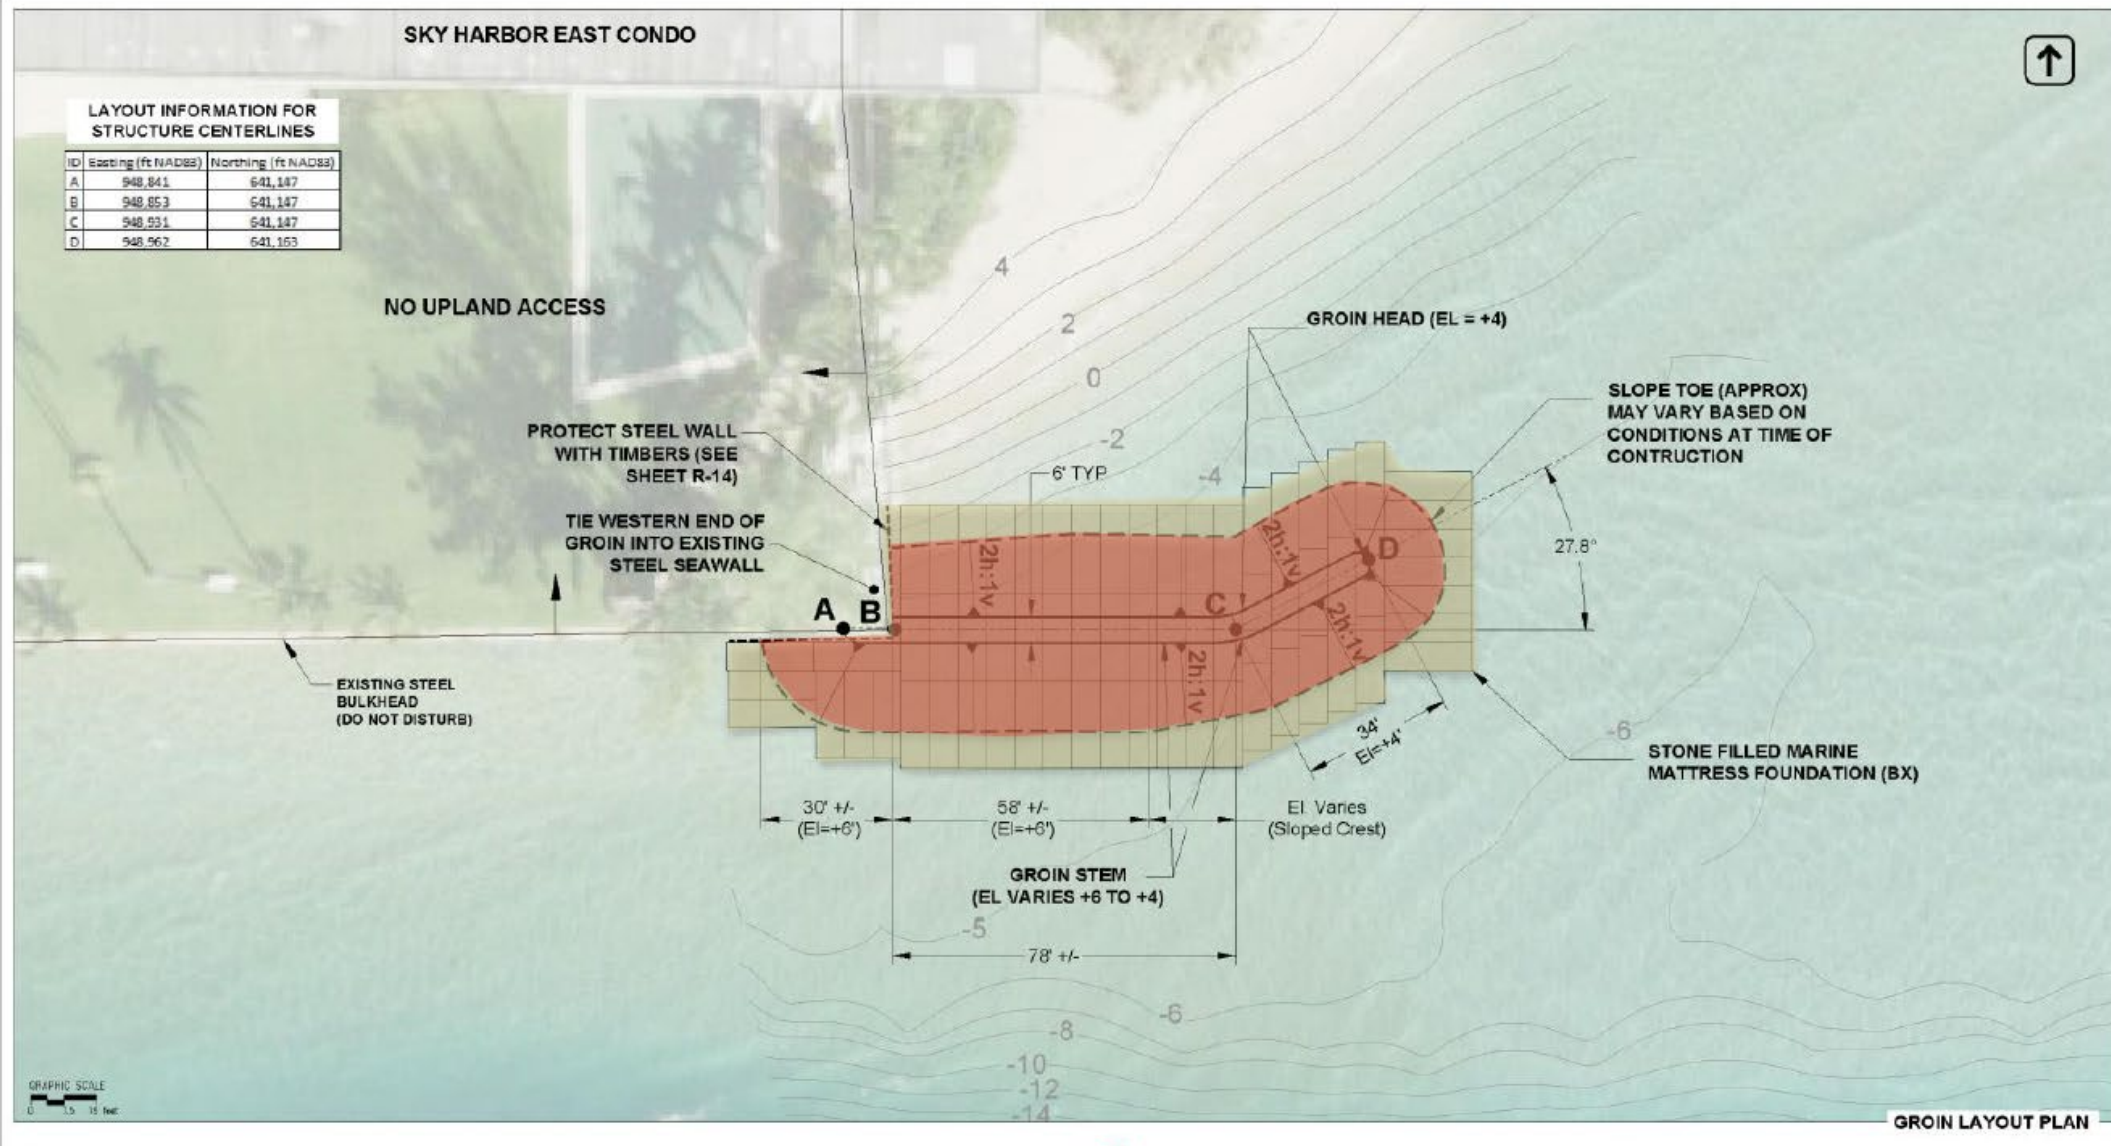 SKY HARBOR EAST CONDO
LAYOUT INFORMATION FOR
STRUCTURE CENTERLINES
ID Easting (ft NAD83) Northing (ft NAD83)
A 948,841 641,147
B 948,853 641,147
C 948,931 641,147
D 948,962 641,163
NO UPLAND ACCESS
4
2
0
-2
-4
GROIN HEAD (EL = +4)
SLOPE TOE (APPROX)
MAY VARY BASED ON
CONDITIONS AT TIME OF
CONTRUCTION
PROTECT STEEL WALL
WITH TIMBERS (SEE
SHEET R-14)
6' TYP
TIE WESTERN END OF
GROIN INTO EXISTING
STEEL SEAWALL
27.8°
2h:1v
2h:1v
2h:1v
2h:1v
A
B
C
D
EXISTING STEEL
BULKHEAD
(DO NOT DISTURB)
34'
El=+4'
-6
STONE FILLED MARINE
MATTRESS FOUNDATION (BX)
30' +/-
(El=+6')
58' +/-
(El=+6')
El. Varies
(Sloped Crest)
GROIN STEM
(EL VARIES +6 TO +4)
-5
78' +/-
-6
-8
-10
-12
-14
GRAPHIC SCALE
0 7.5 15 feet
GROIN LAYOUT PLAN